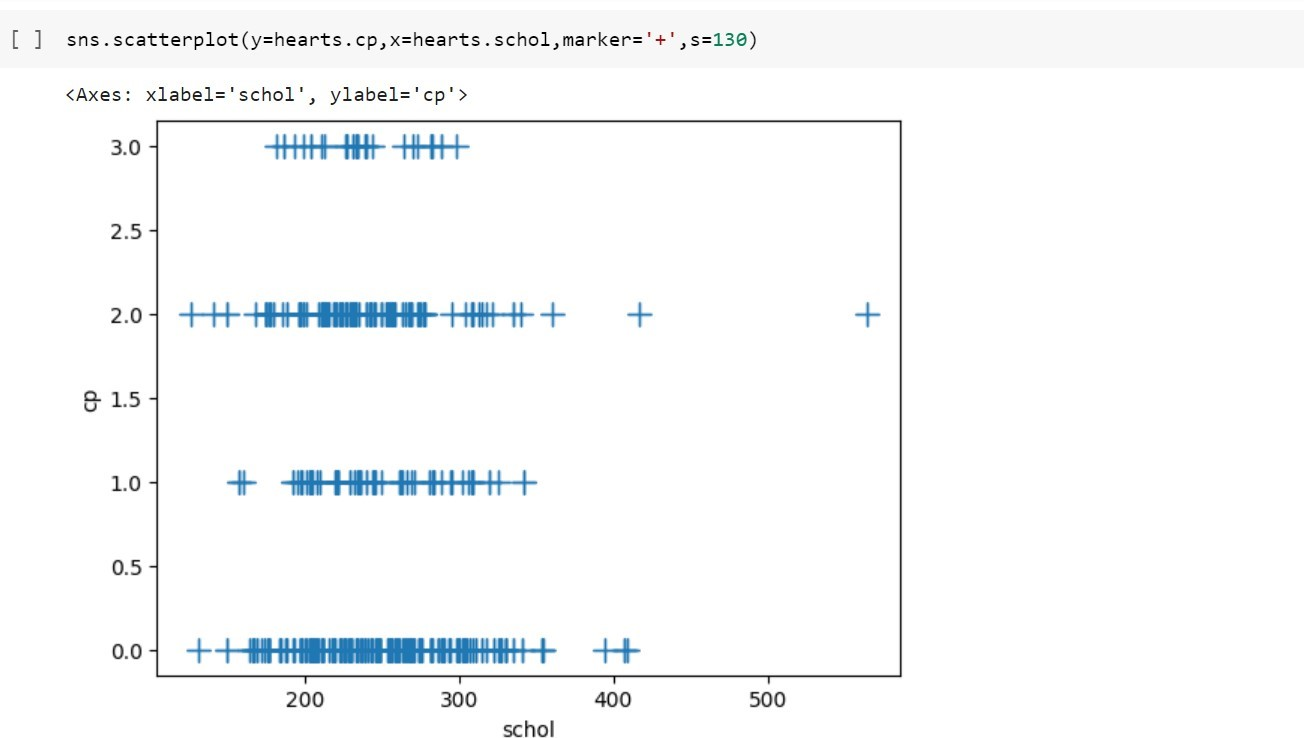 [ ] sns.scatterplot(y=hearts.cp,x=hearts.schol,marker='+',s=130)
<Axes: xlabel='schol', ylabel='cp'>
3.0
2.5
2.0
cp
1.5
1.0
0.5
0.0
200 300 400 500
schol